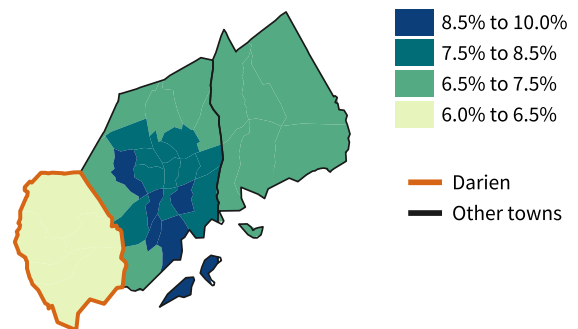 8.5% to 10.0%
7.5% to 8.5%
6.5% to 7.5%
6.0% to 6.5%
Darien
Other towns